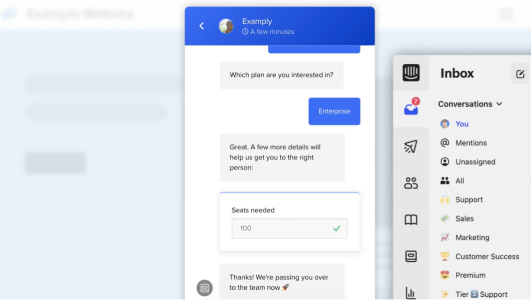 Example Website
Examply
A few minutes
Which plan are you interested in?
Enterprise
Great. A few more details will
help us get you to the right
person:
Seats needed
100
Thanks! We're passing you over
to the team now 🚀
Inbox
7
Conversations
You
@ Mentions
Unassigned
All
Support
Sales
Marketing
Customer Success
Premium
Tier 2️⃣ Support